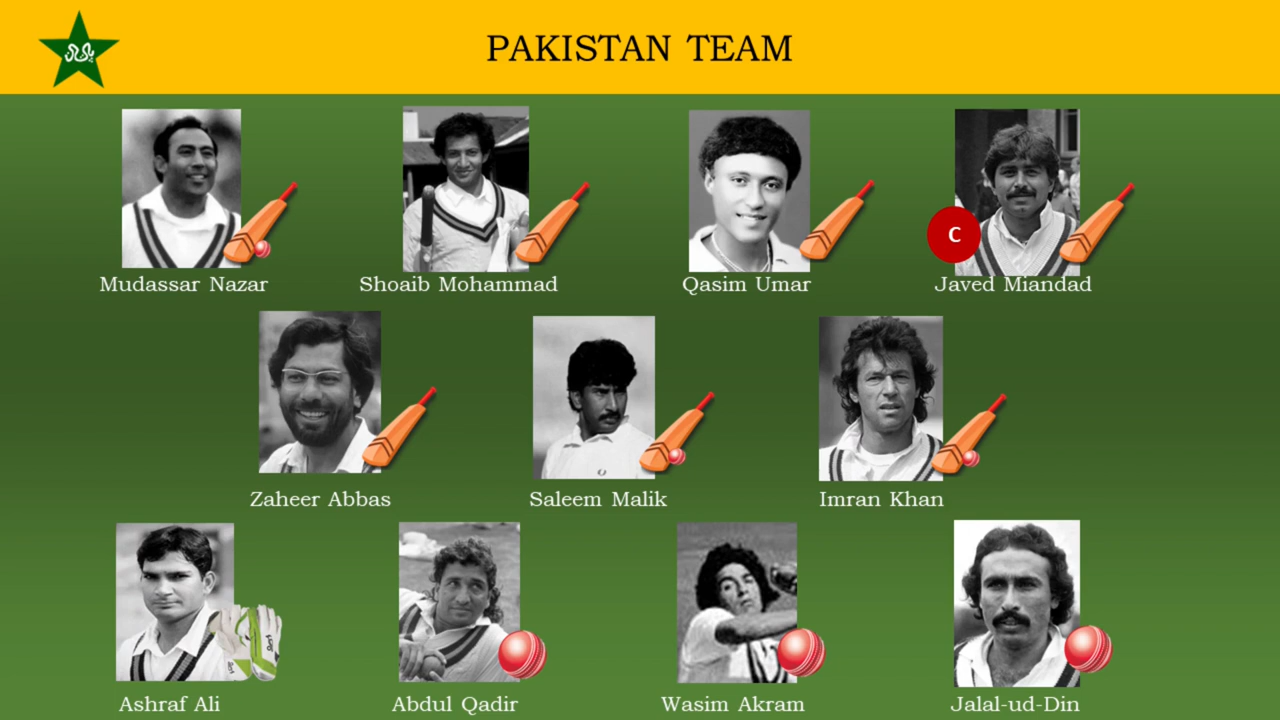 PAKISTAN TEAM
Mudassar Nazar
Shoaib Mohammad
Qasim Umar
C
Javed Miandad
Zaheer Abbas
Saleem Malik
Imran Khan
Ashraf Ali
Abdul Qadir
Wasim Akram
Jalal-ud-Din